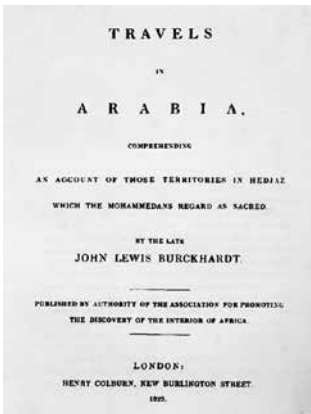 TRAVELS
IN
ARABIA,
COMPREHENDING
AN ACCOUNT OF THOSE TERRITORIES IN HEDJAZ
WHICH THE MOHAMMEDANS REGARD AS SACRED.
BY THE LATE
JOHN LEWIS BURCKHARDT.
PUBLISHED BY AUTHORITY OF THE ASSOCIATION FOR PROMOTING
THE DISCOVERY OF THE INTERIOR OF AFRICA.
LONDON:
HENRY COLBURN, NEW BURLINGTON STREET.
1829.